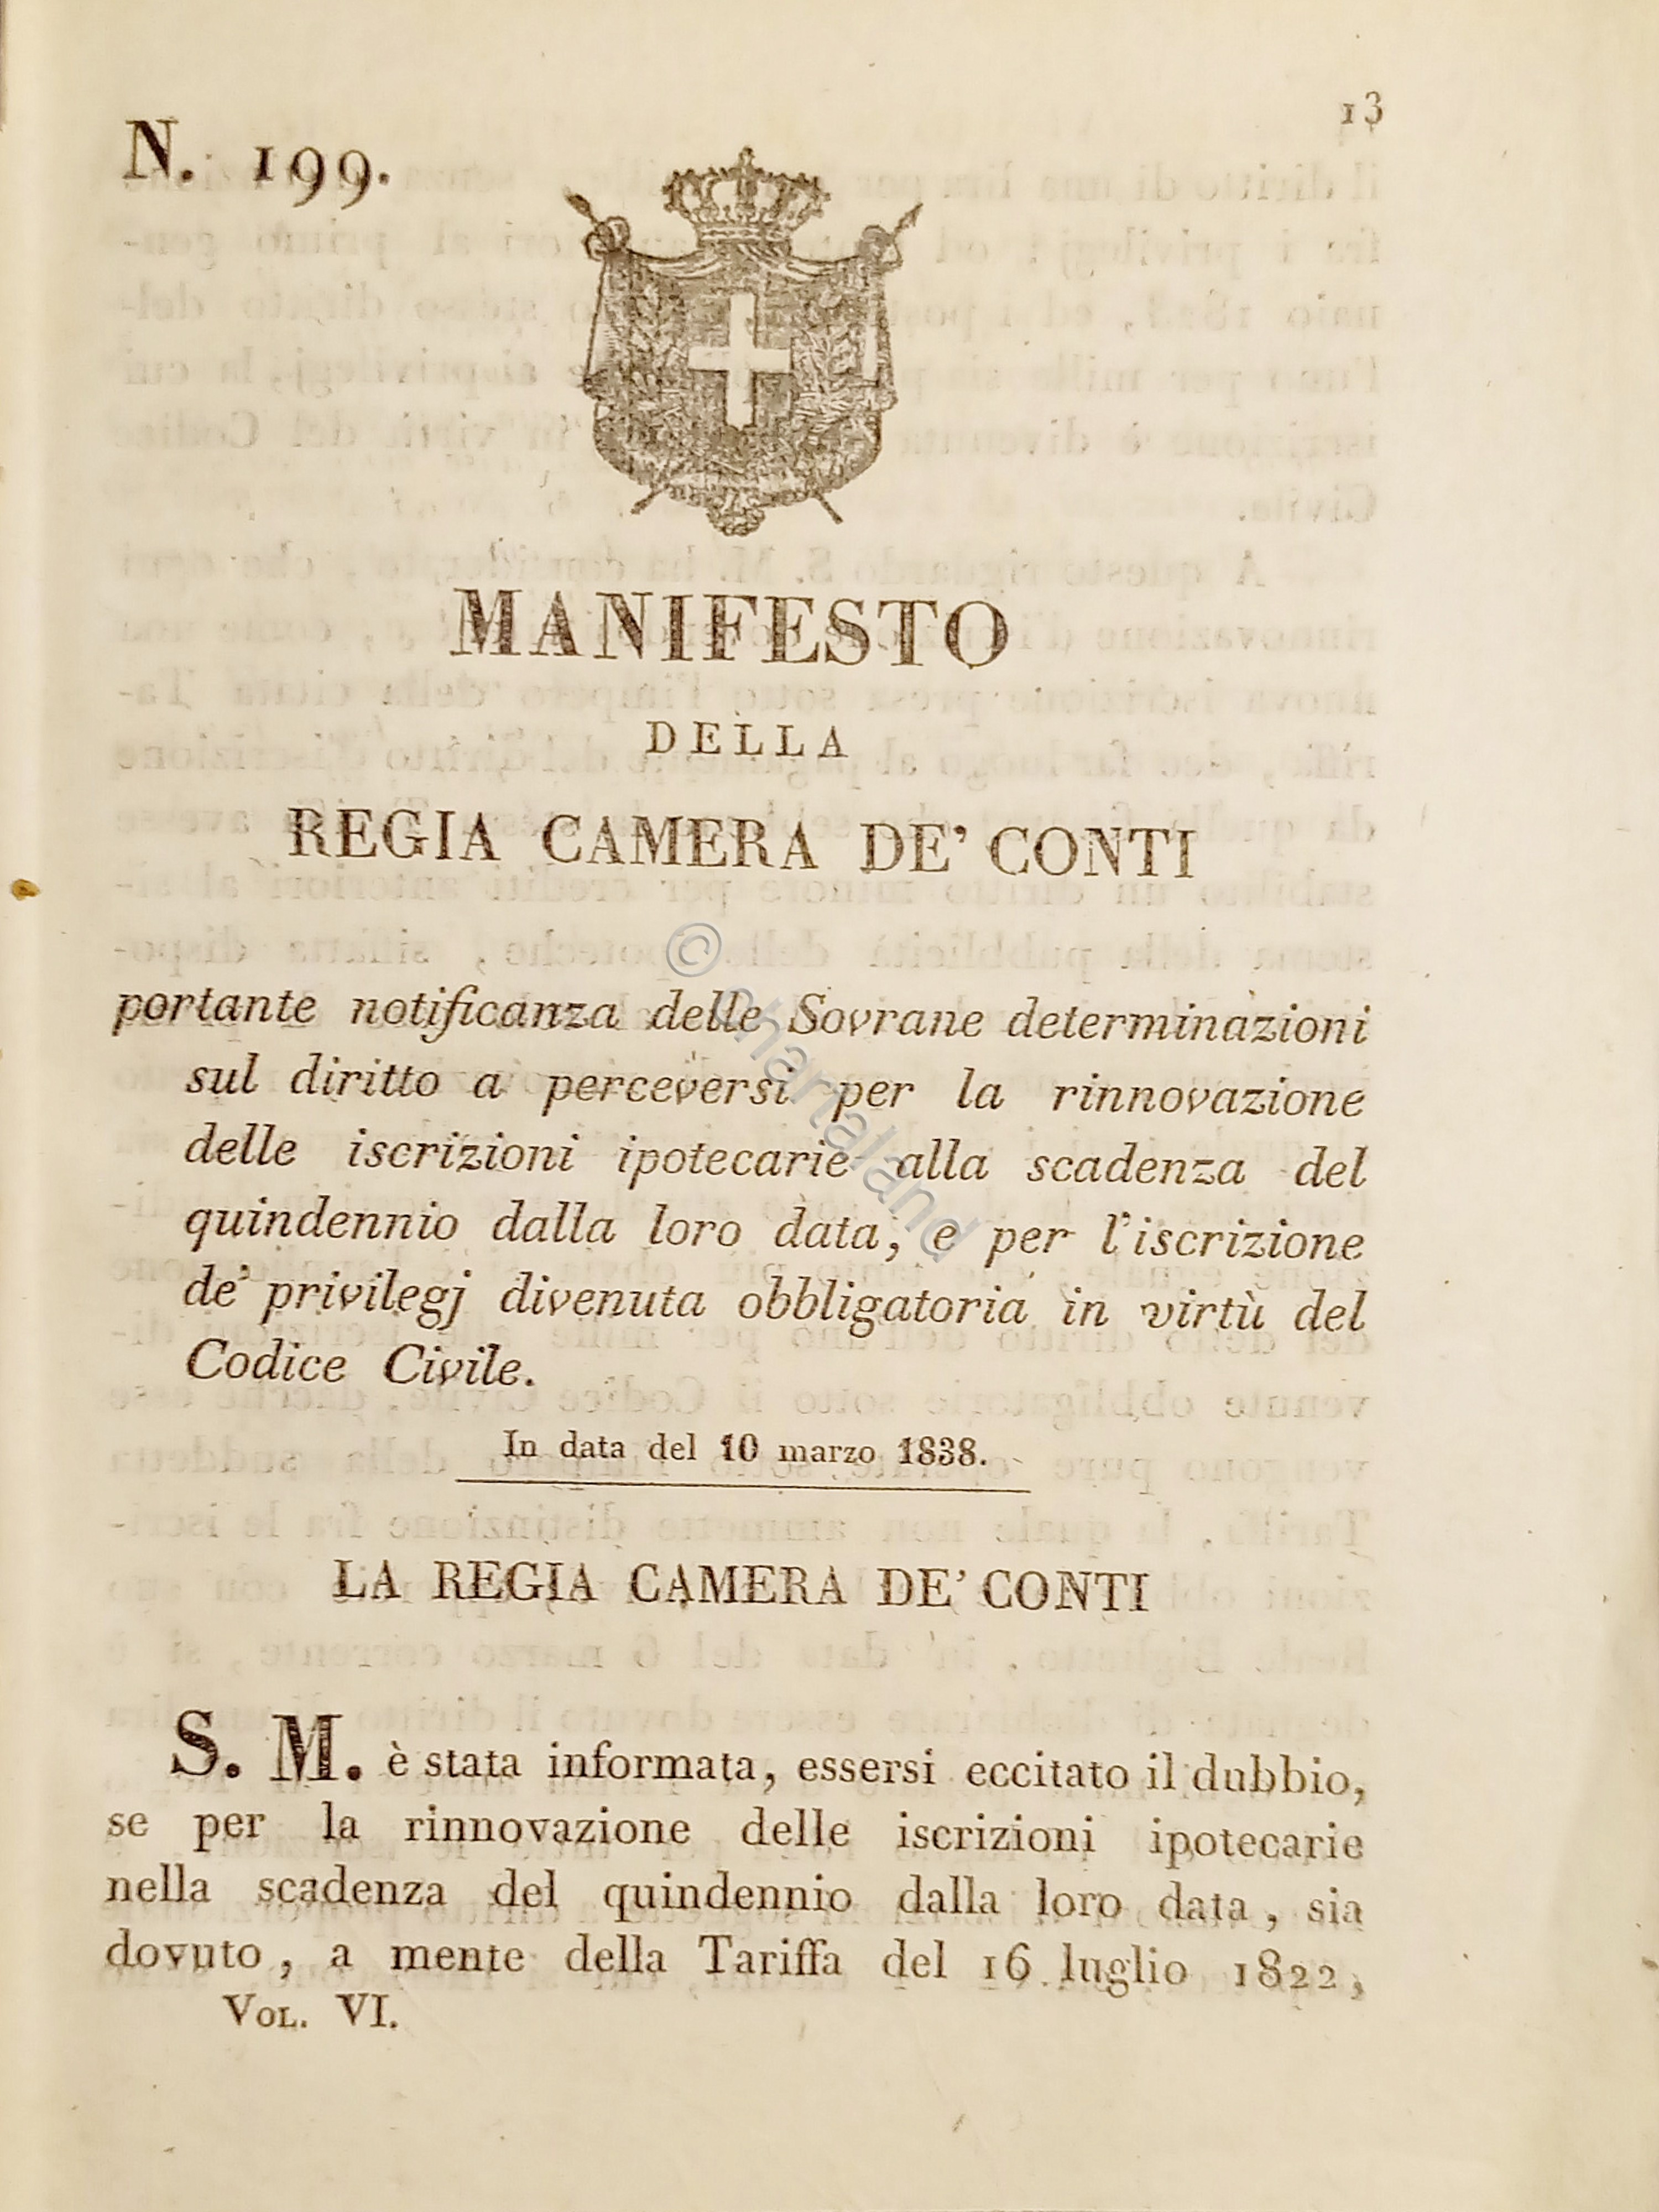 13
N. 199.
MANIFESTO
DELLA
REGIA CAMERA DE' CONTI
portante notificanza delle Sovrane determinazioni
sul diritto a perceversi per la rinnovazione
delle iscrizioni ipotecarie alla scadenza del
quindennio dalla loro data, e per l'iscrizione
de' privilegj divenuta obbligatoria in virtù del
Codice Civile.
In data del 10 marzo 1838.
LA REGIA CAMERA DE' CONTI
S. M. è stata informata, essersi eccitato il dubbio,
se per la rinnovazione delle iscrizioni ipotecarie
nella scadenza del quindennio dalla loro data, sia
dovuto, a mente della Tariffa del 16 luglio 1822,
VOL. VI.
© chartaland